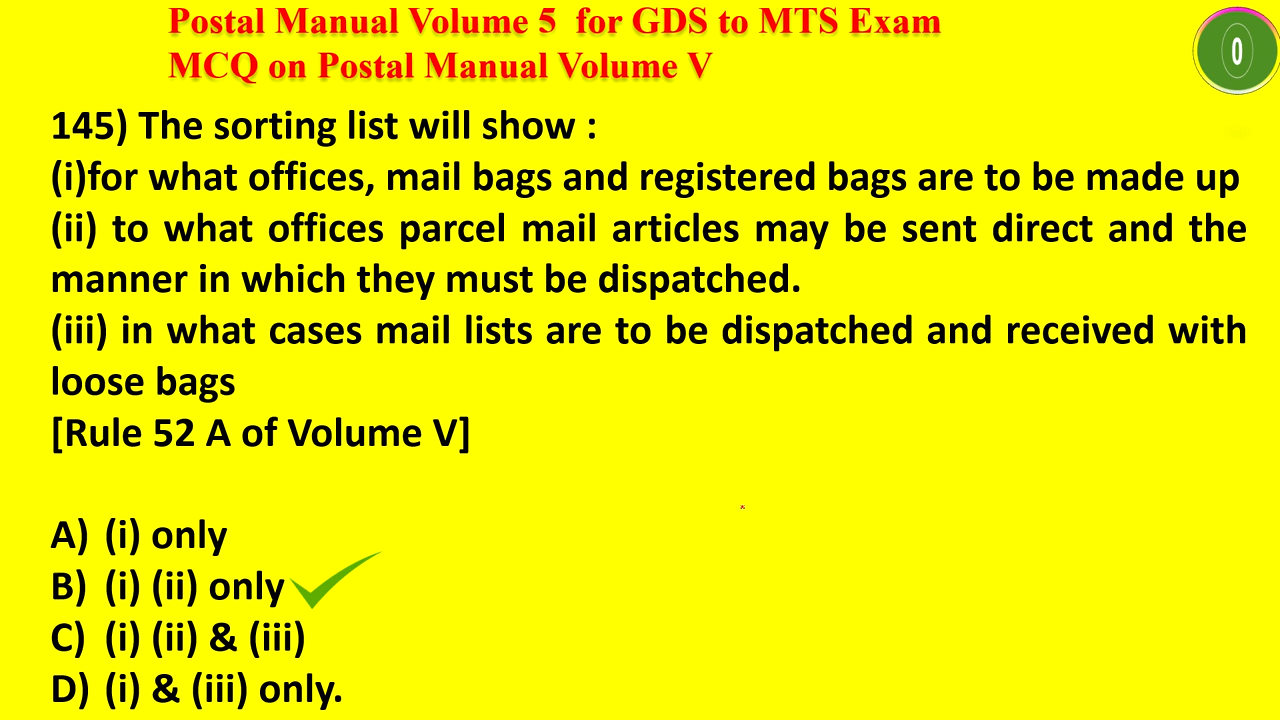 Postal Manual Volume 5 for GDS to MTS Exam
MCQ on Postal Manual Volume V
0
145) The sorting list will show :
(i)for what offices, mail bags and registered bags are to be made up
(ii) to what offices parcel mail articles may be sent direct and the
manner in which they must be dispatched.
(iii) in what cases mail lists are to be dispatched and received with
loose bags
[Rule 52 A of Volume V]
A) (i) only
B) (i) (ii) only
C) (i) (ii) & (iii)
D) (i) & (iii) only.